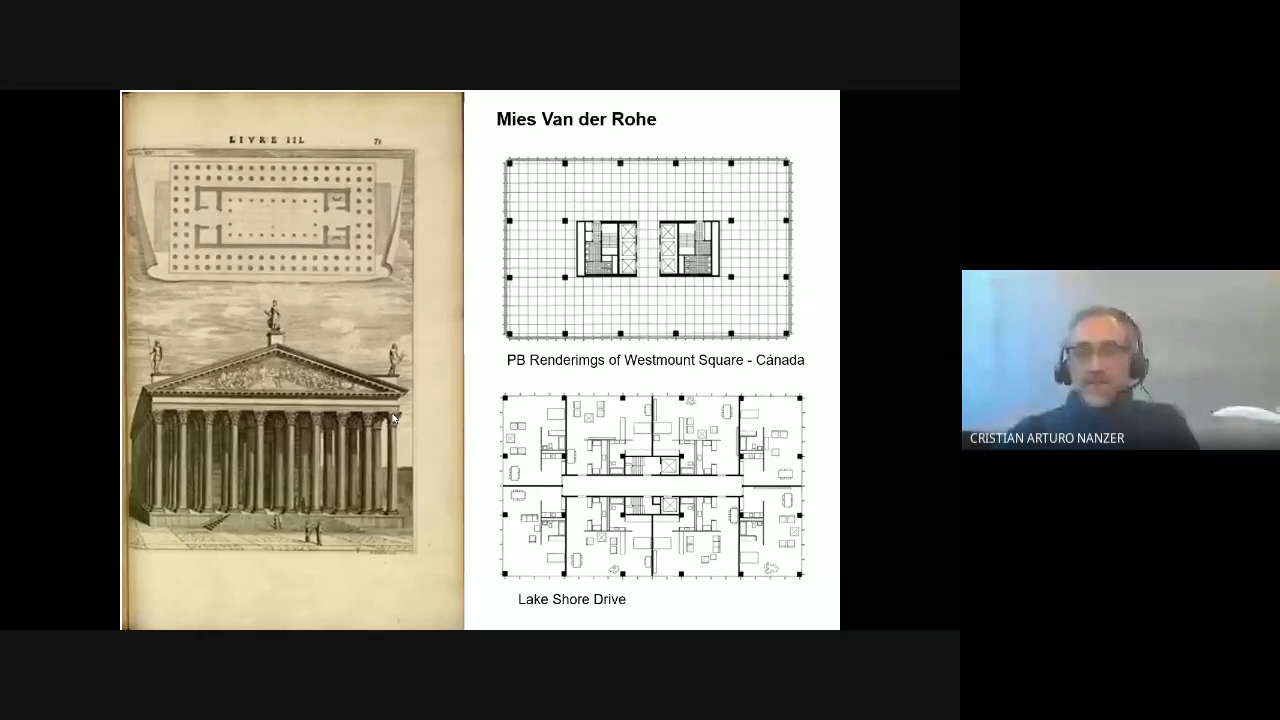 LIVRE III.
Mies Van der Rohe
PB Renderimgs of Westmount Square - Cánada
Lake Shore Drive
CRISTIAN ARTURO NANZER